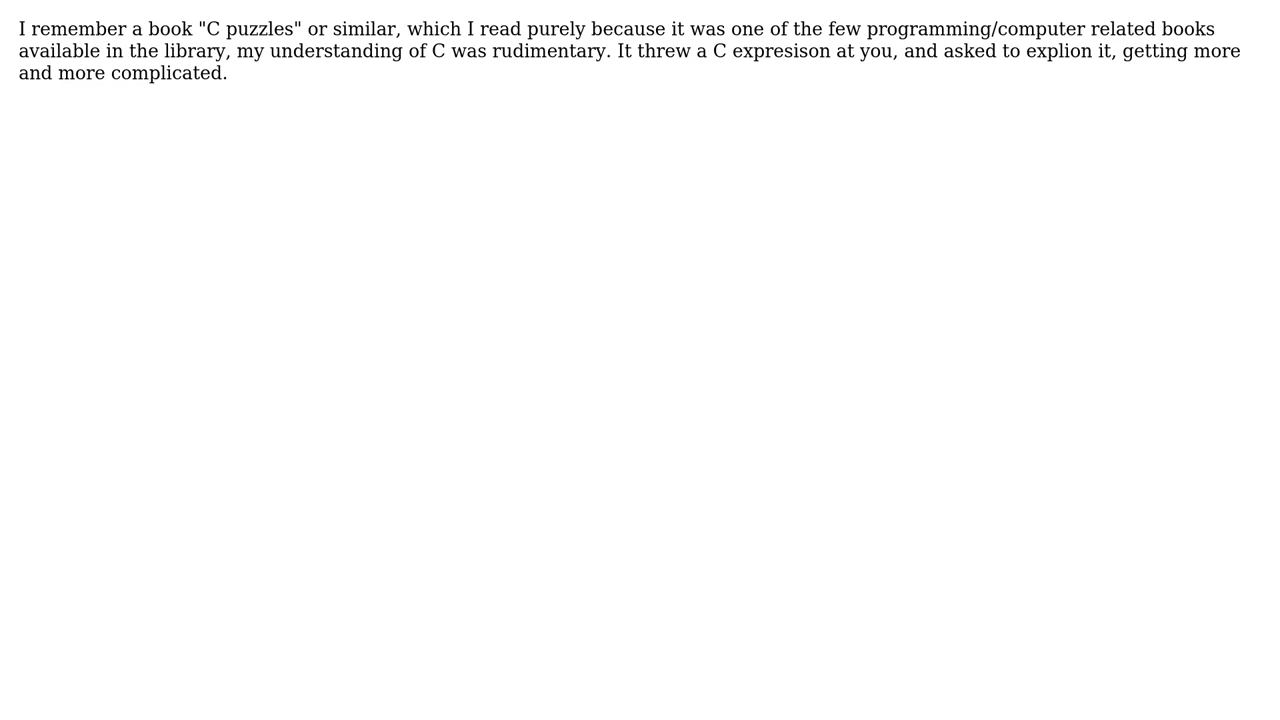 I remember a book "C puzzles" or similar, which I read purely because it was one of the few programming/computer related books
available in the library, my understanding of C was rudimentary. It threw a C expresison at you, and asked to explion it, getting more
and more complicated.